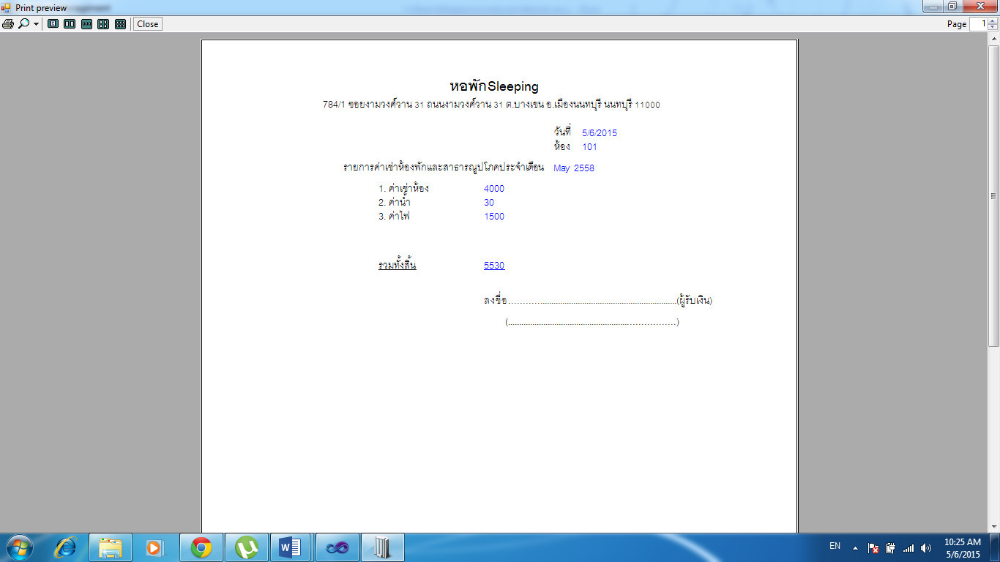 Print preview
Close
Page 1
หอพักSleeping
784/1 ซอยงามวงศ์วาน 31 ถนนงามวงศ์วาน 31 ต.บางเขน อ.เมืองนนทบุรี นนทบุรี 11000
วันที่ 5/6/2015
ห้อง 101
รายการค่าเช่าห้องพักและสาธารณูปโภคประจำเดือน May 2558
1. ค่าเช่าห้อง 4000
2. ค่าน้ำ 30
3. ค่าไฟ 1500
รวมทั้งสิ้น 5530
ลงชื่อ...............................................................................(ผู้รับเงิน)
(...............................................................................)
EN
10:25 AM
5/6/2015